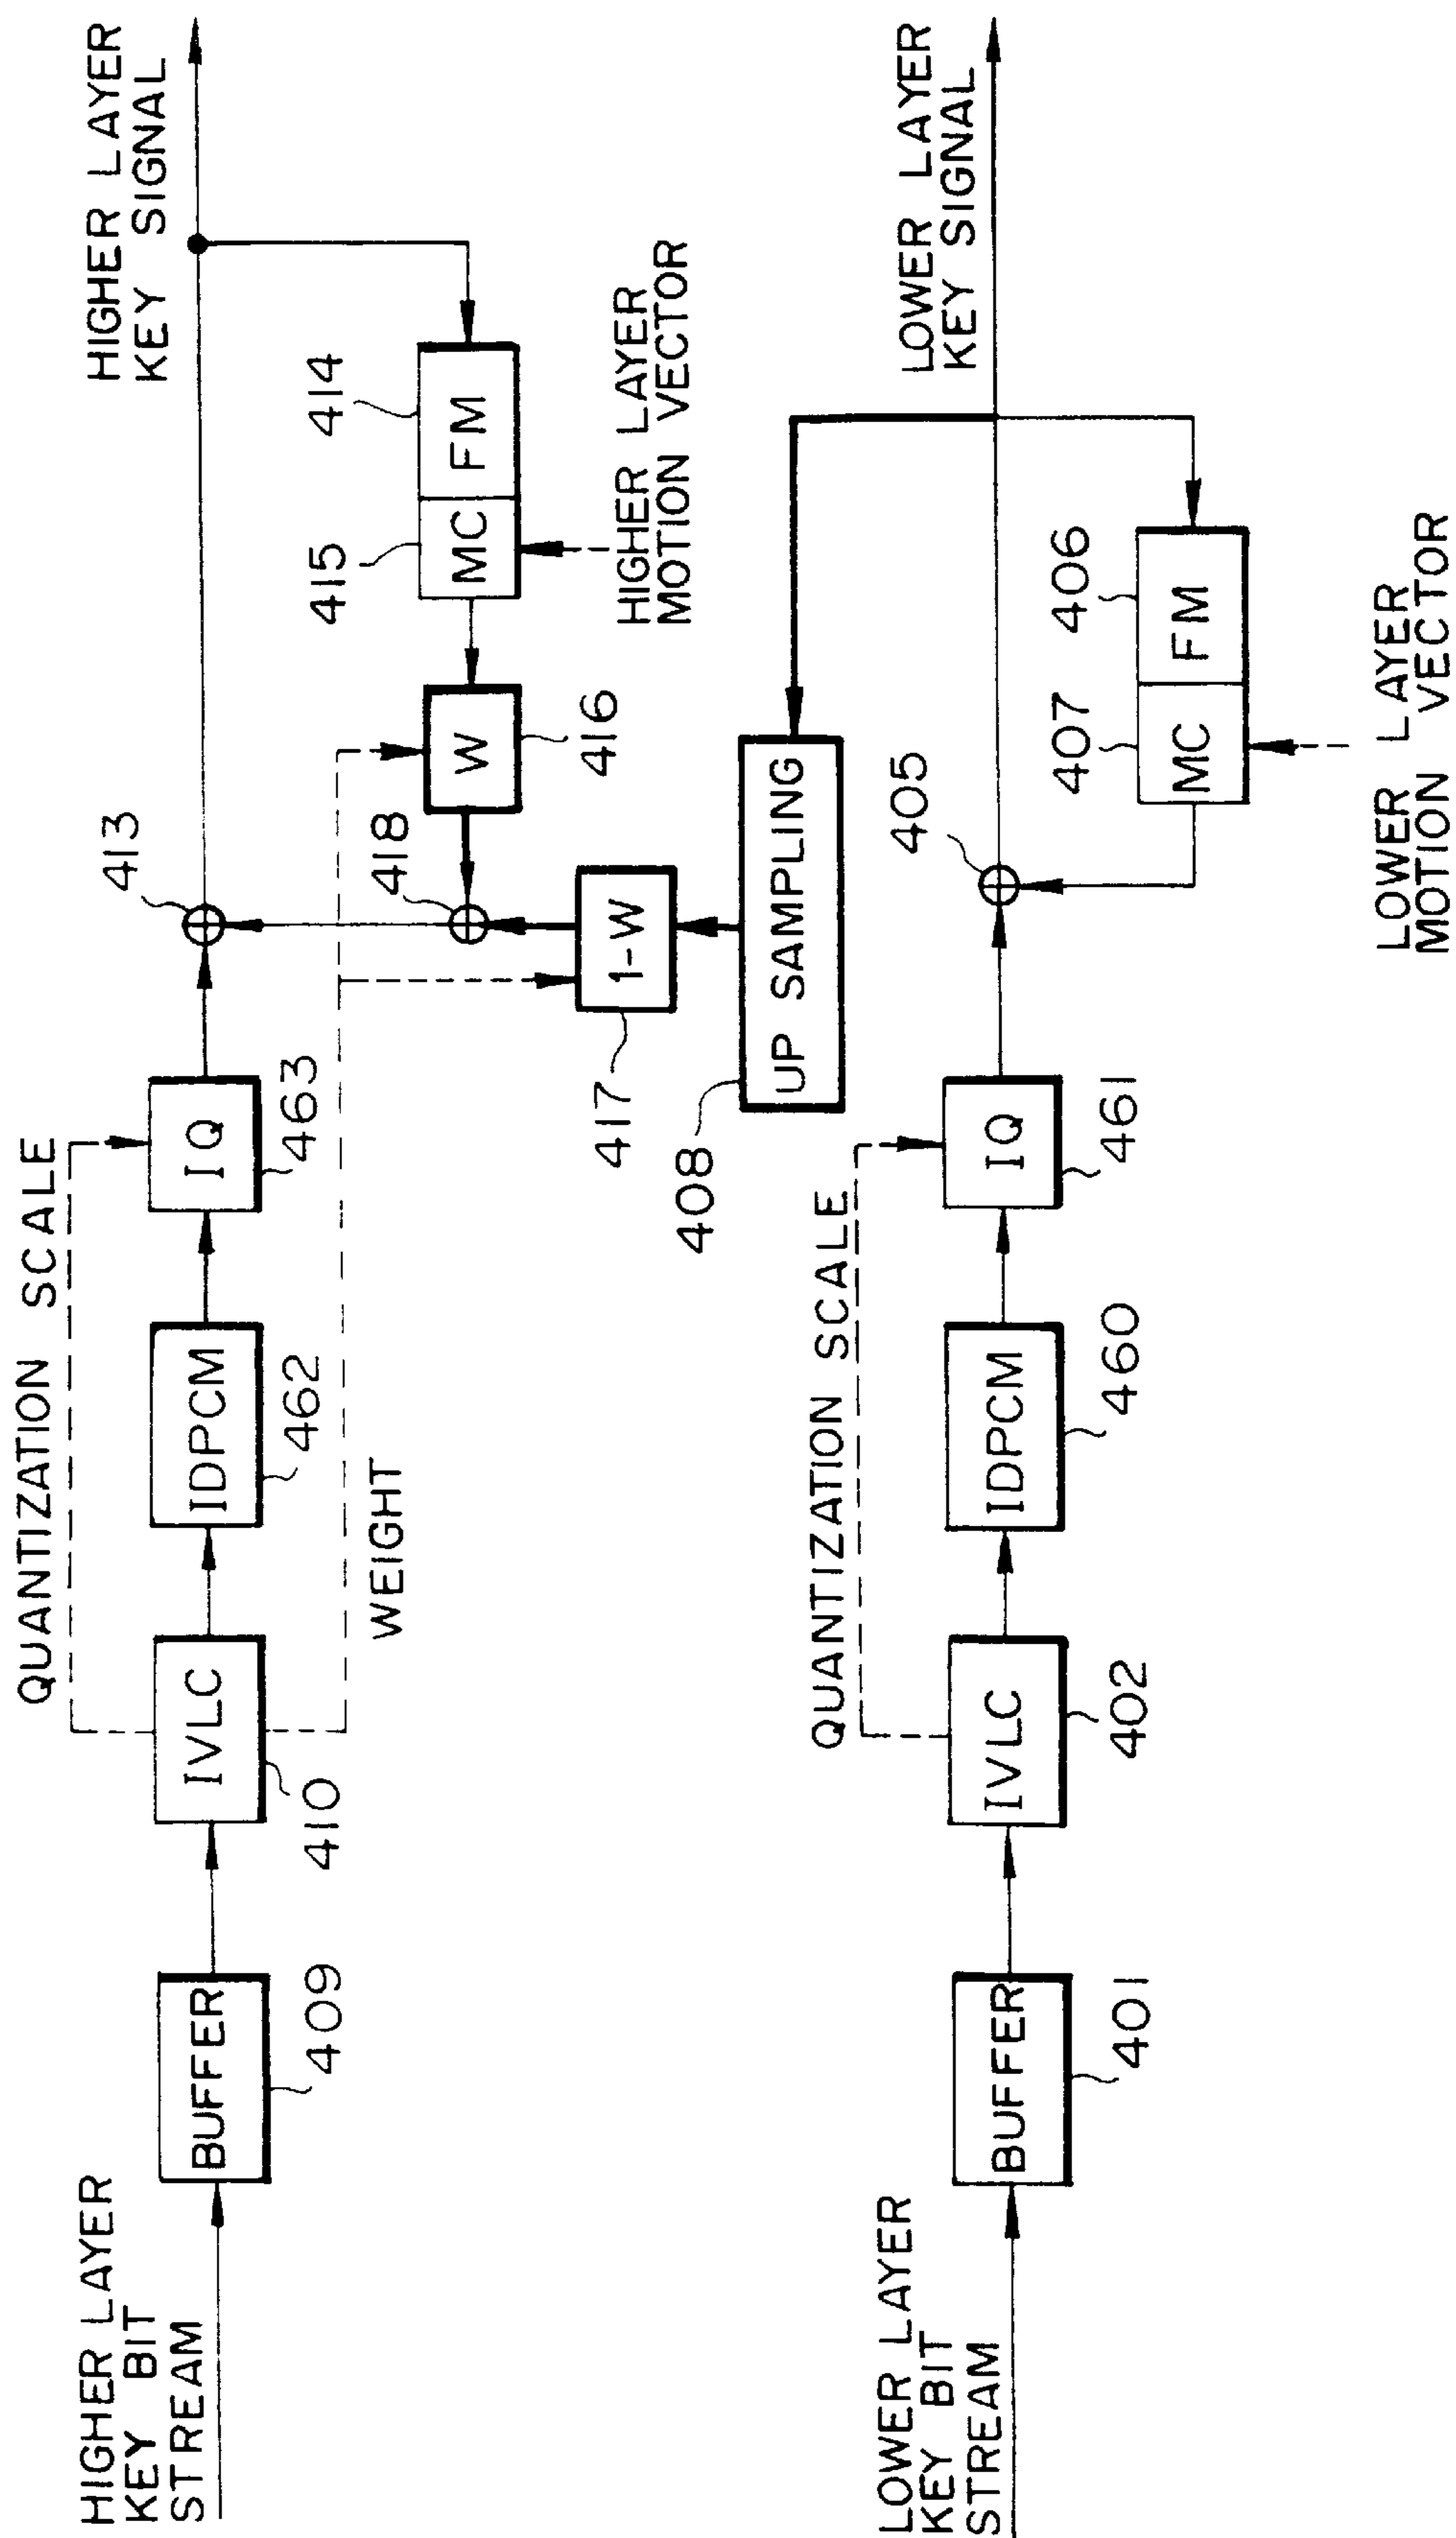 HIGHER LAYER
KEY BIT
STREAM
BUFFER
409
QUANTIZATION SCALE
IVLC
410
IDPCM
462
IQ
463
WEIGHT
413
HIGHER LAYER
KEY SIGNAL
418
W
416
415
MC
414
FM
HIGHER LAYER
MOTION VECTOR
1-W
417
UP SAMPLING
408
LOWER LAYER
KEY BIT
STREAM
BUFFER
401
QUANTIZATION SCALE
IVLC
402
IDPCM
460
IQ
461
405
LOWER LAYER
KEY SIGNAL
407
MC
406
FM
LOWER LAYER
MOTION VECTOR